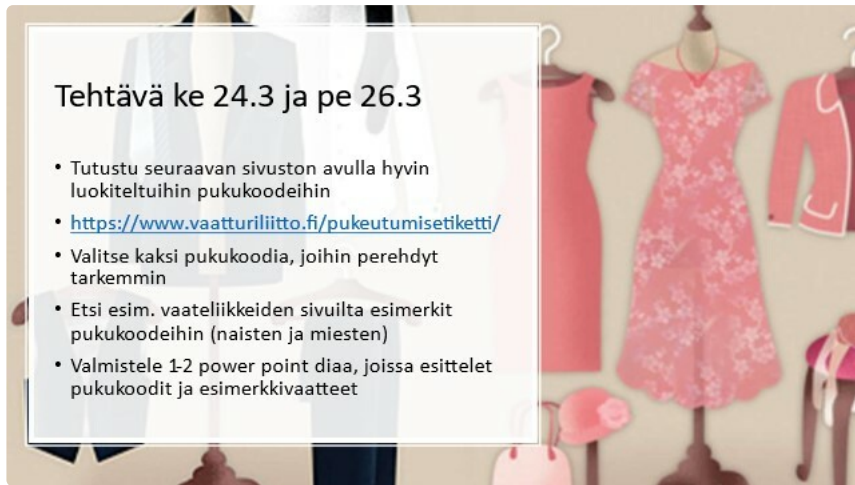 Tehtävä ke 24.3 ja pe 26.3
• Tutustu seuraavan sivuston avulla hyvin
luokiteltuihin pukukoodeihin
• https://www.vaatturiliitto.fi/pukeutumisetiketti/
• Valitse kaksi pukukoodia, joihin perehdyt
tarkemmin
• Etsi esim. vaateliikkeiden sivuilta esimerkit
pukukoodeihin (naisten ja miesten)
• Valmistele 1-2 power point diaa, joissa esittelet
pukukoodit ja esimerkkivaatteet